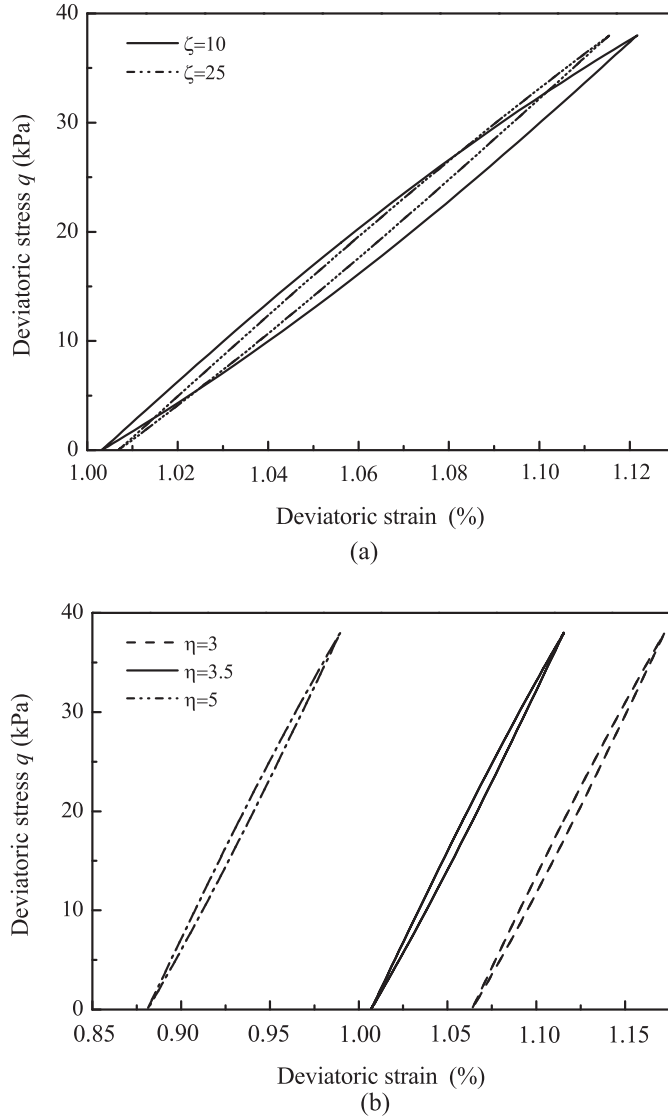 40
30
20
10
0
Deviatoric stress q (kPa)
ζ=10
ζ=25
1.00 1.02 1.04 1.06 1.08 1.10 1.12
Deviatoric strain (%)
(a)
40
30
20
10
0
Deviatoric stress q (kPa)
η=3
η=3.5
η=5
0.85 0.90 0.95 1.00 1.05 1.10 1.15
Deviatoric strain (%)
(b)